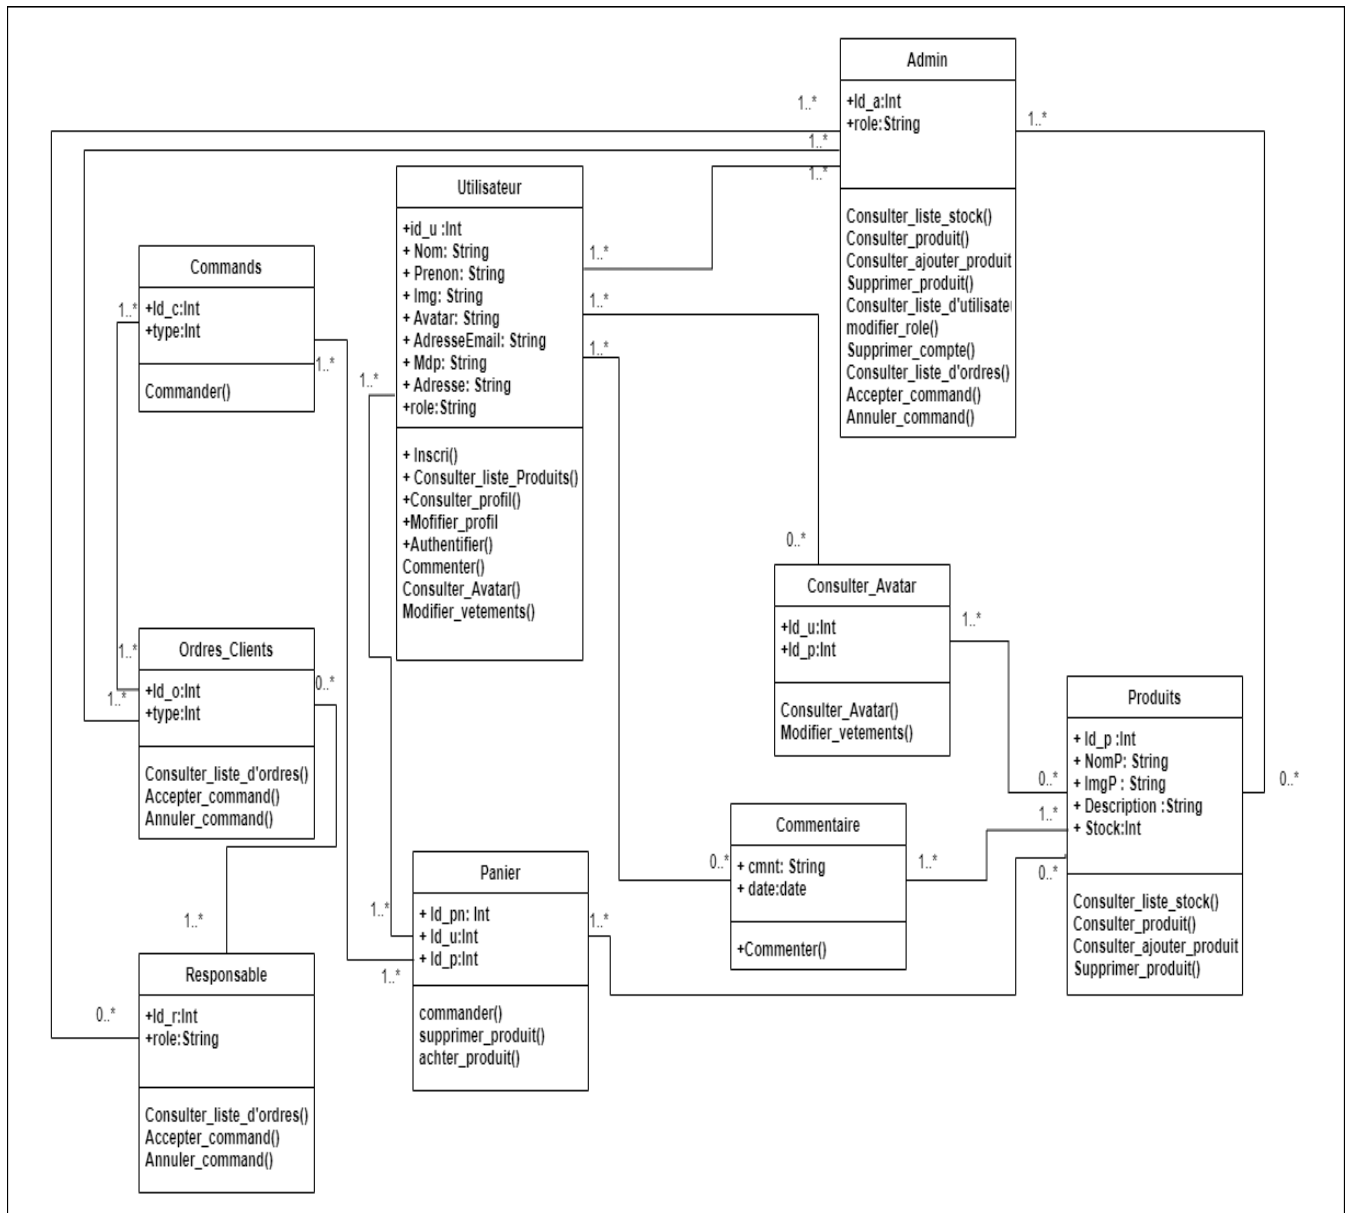 Admin
+Id_a:Int
+role:String
Consulter_liste_stock()
Consulter_produit()
Consulter_ajouter_produit
Supprimer_produit()
Consulter_liste_d'utilisateu
modifier_role()
Supprimer_compte()
Consulter_liste_d'ordres()
Accepter_command()
Annuler_command()
1..*
1..*
1..*
1..*
Utilisateur
+id_u :Int
+ Nom: String
+ Prenon: String
+ Img: String
+ Avatar: String
+ AdresseEmail: String
+ Mdp: String
+ Adresse: String
+role:String
+ Inscri()
+ Consulter_liste_Produits()
+Consulter_profil()
+Mofifier_profil
+Authentifier()
Commenter()
Consulter_Avatar()
Modifier_vetements()
1..*
1..*
1..*
1..*
Commands
+Id_c:Int
+type:Int
Commander()
1..*
1..*
Ordres_Clients
+Id_o:Int
+type:Int
Consulter_liste_d'ordres()
Accepter_command()
Annuler_command()
1..*
1..*
0..*
Consulter_Avatar
+Id_u:Int
+Id_p:Int
Consulter_Avatar()
Modifier_vetements()
0..*
1..*
Produits
+ Id_p :Int
+ NomP: String
+ ImgP : String
+ Description :String
+ Stock:Int
Consulter_liste_stock()
Consulter_produit()
Consulter_ajouter_produit
Supprimer_produit()
0..*
1..*
0..*
0..*
Commentaire
+ cmnt: String
+ date:date
+Commenter()
0..*
1..*
Panier
+ Id_pn: Int
+ Id_u:Int
+ Id_p:Int
commander()
supprimer_produit()
achter_produit()
1..*
1..*
1..*
Responsable
+Id_r:Int
+role:String
Consulter_liste_d'ordres()
Accepter_command()
Annuler_command()
1..*
0..*